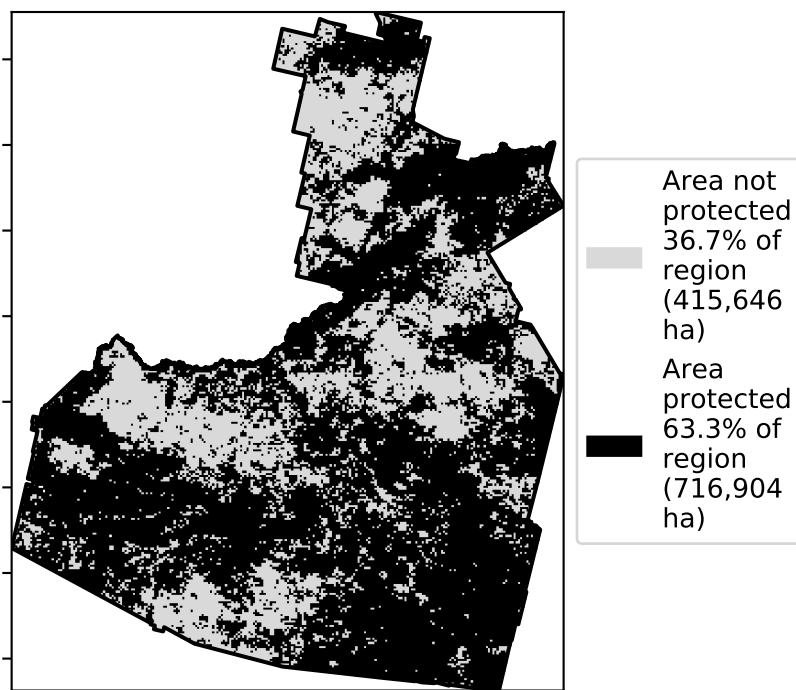 Area not
protected
36.7% of
region
(415,646
ha)
Area
protected
63.3% of
region
(716,904
ha)